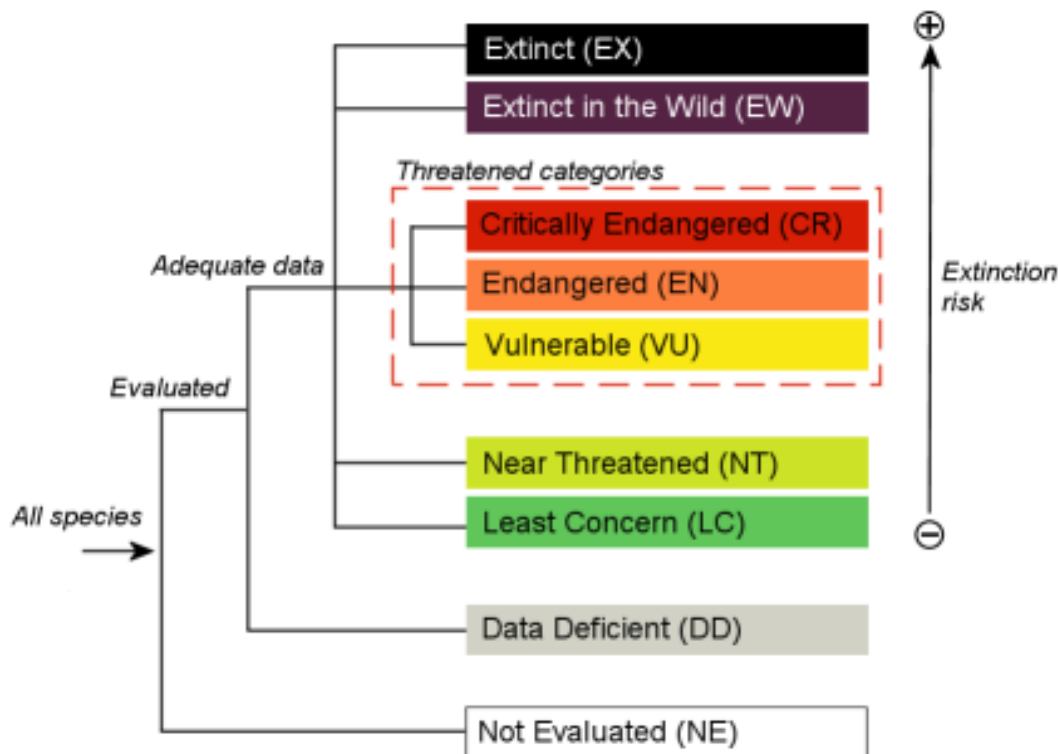 Extinct (EX)
Extinct in the Wild (EW)
Threatened categories
Critically Endangered (CR)
Adequate data
Endangered (EN)
Extinction
risk
Vulnerable (VU)
Evaluated
Near Threatened (NT)
All species
Least Concern (LC)
Data Deficient (DD)
Not Evaluated (NE)